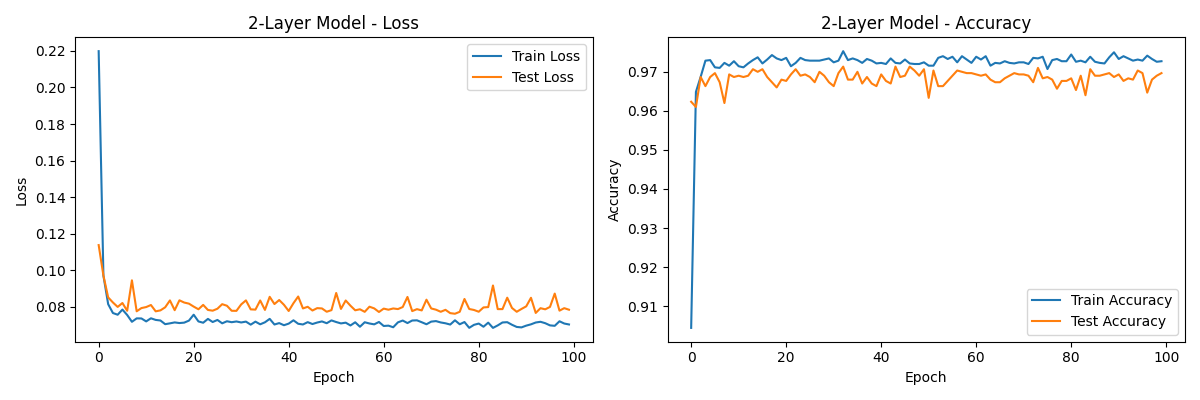 2-Layer Model - Loss
Loss
0.22
0.20
0.18
0.16
0.14
0.12
0.10
0.08
Train Loss
Test Loss
0 20 40 60 80 100
Epoch
2-Layer Model - Accuracy
Accuracy
0.97
0.96
0.95
0.94
0.93
0.92
0.91
Train Accuracy
Test Accuracy
0 20 40 60 80 100
Epoch